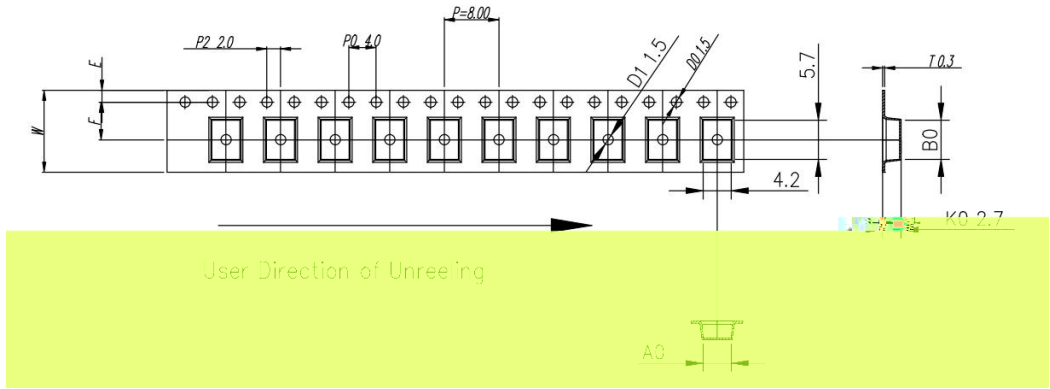 P=8.00
P2 2.0
P0 4.0
D1 1.5
D0 1.5
5.7
T 0.3
E
F
W
B0
4.2
K0 2.7
User Direction of Unreeling
A0